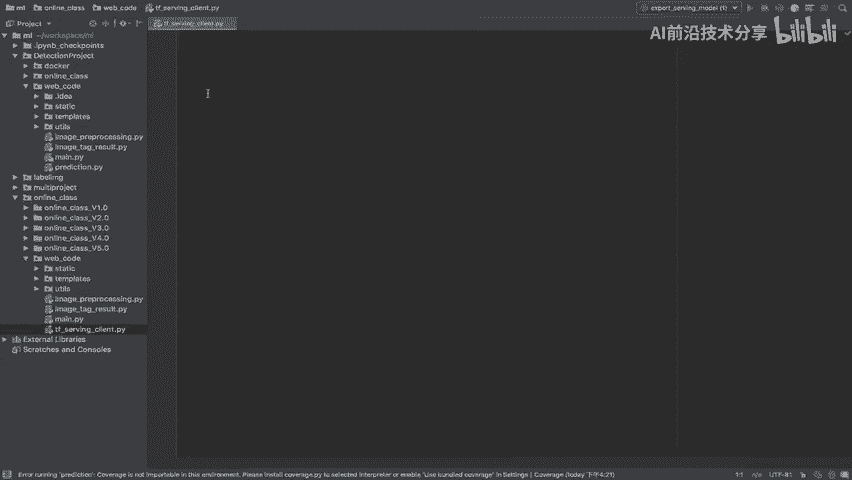 ml online_class web_code tf_serving_client.py export_serving_model (1)
Project tf_serving_client.py
AI前沿技术分享 bilibili
ml ~/workspace/ml
.ipynb_checkpoints
DetectionProject
docker
online_class
web_code
.idea
static
templates
utils
image_preprocessing.py
image_tag_result.py
main.py
prediction.py
labelimg
multiproject
online_class
online_class_V1.0
online_class_V2.0
online_class_V3.0
online_class_V4.0
online_class_V5.0
web_code
static
templates
utils
image_preprocessing.py
image_tag_result.py
main.py
tf_serving_client.py
External Libraries
Scratches and Consoles
Error running 'prediction': Coverage is not importable in this environment. Please install coverage.py to selected interpreter or enable 'Use bundled coverage' in Settings | Coverage (today 下午4:21) 1:1 n/a UTF-8